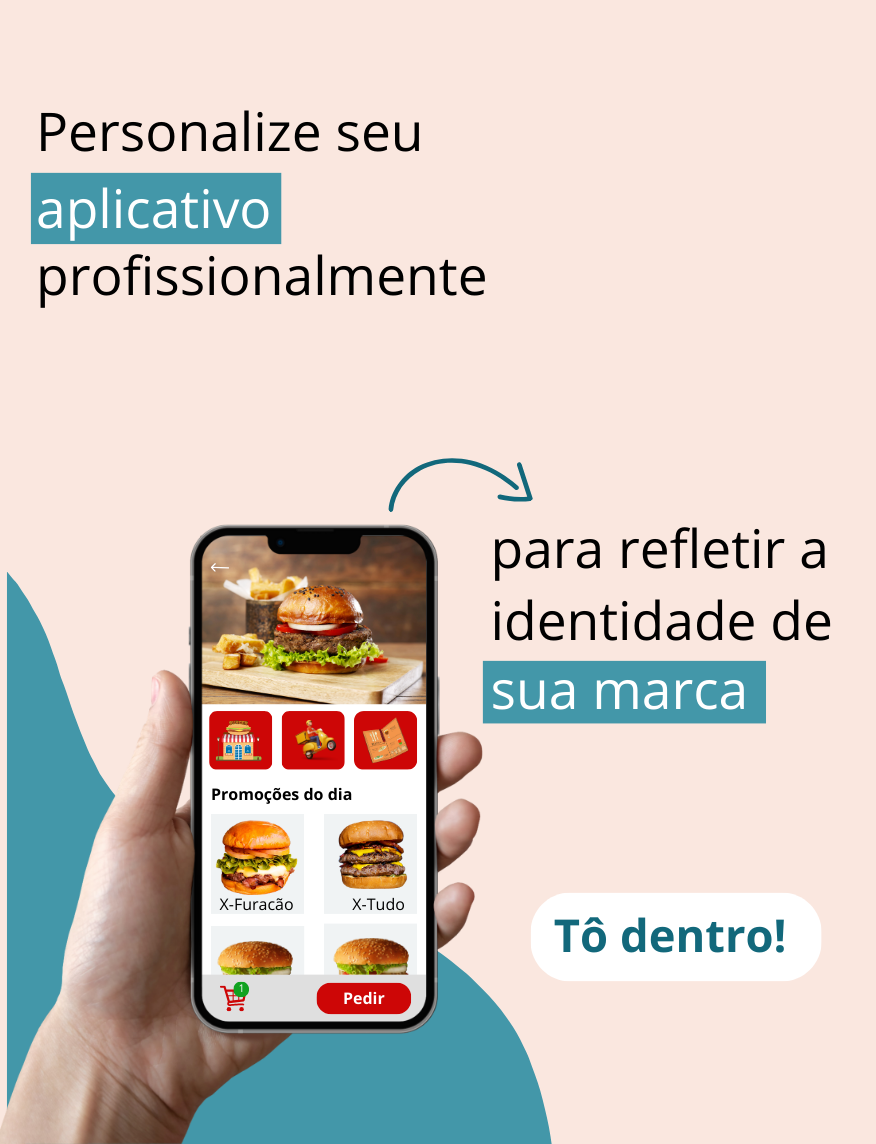 Personalize seu
aplicativo
profissionalmente
para refletir a
identidade de
sua marca
Promoções do dia
X-Furacão
X-Tudo
1
Pedir
Tô dentro!